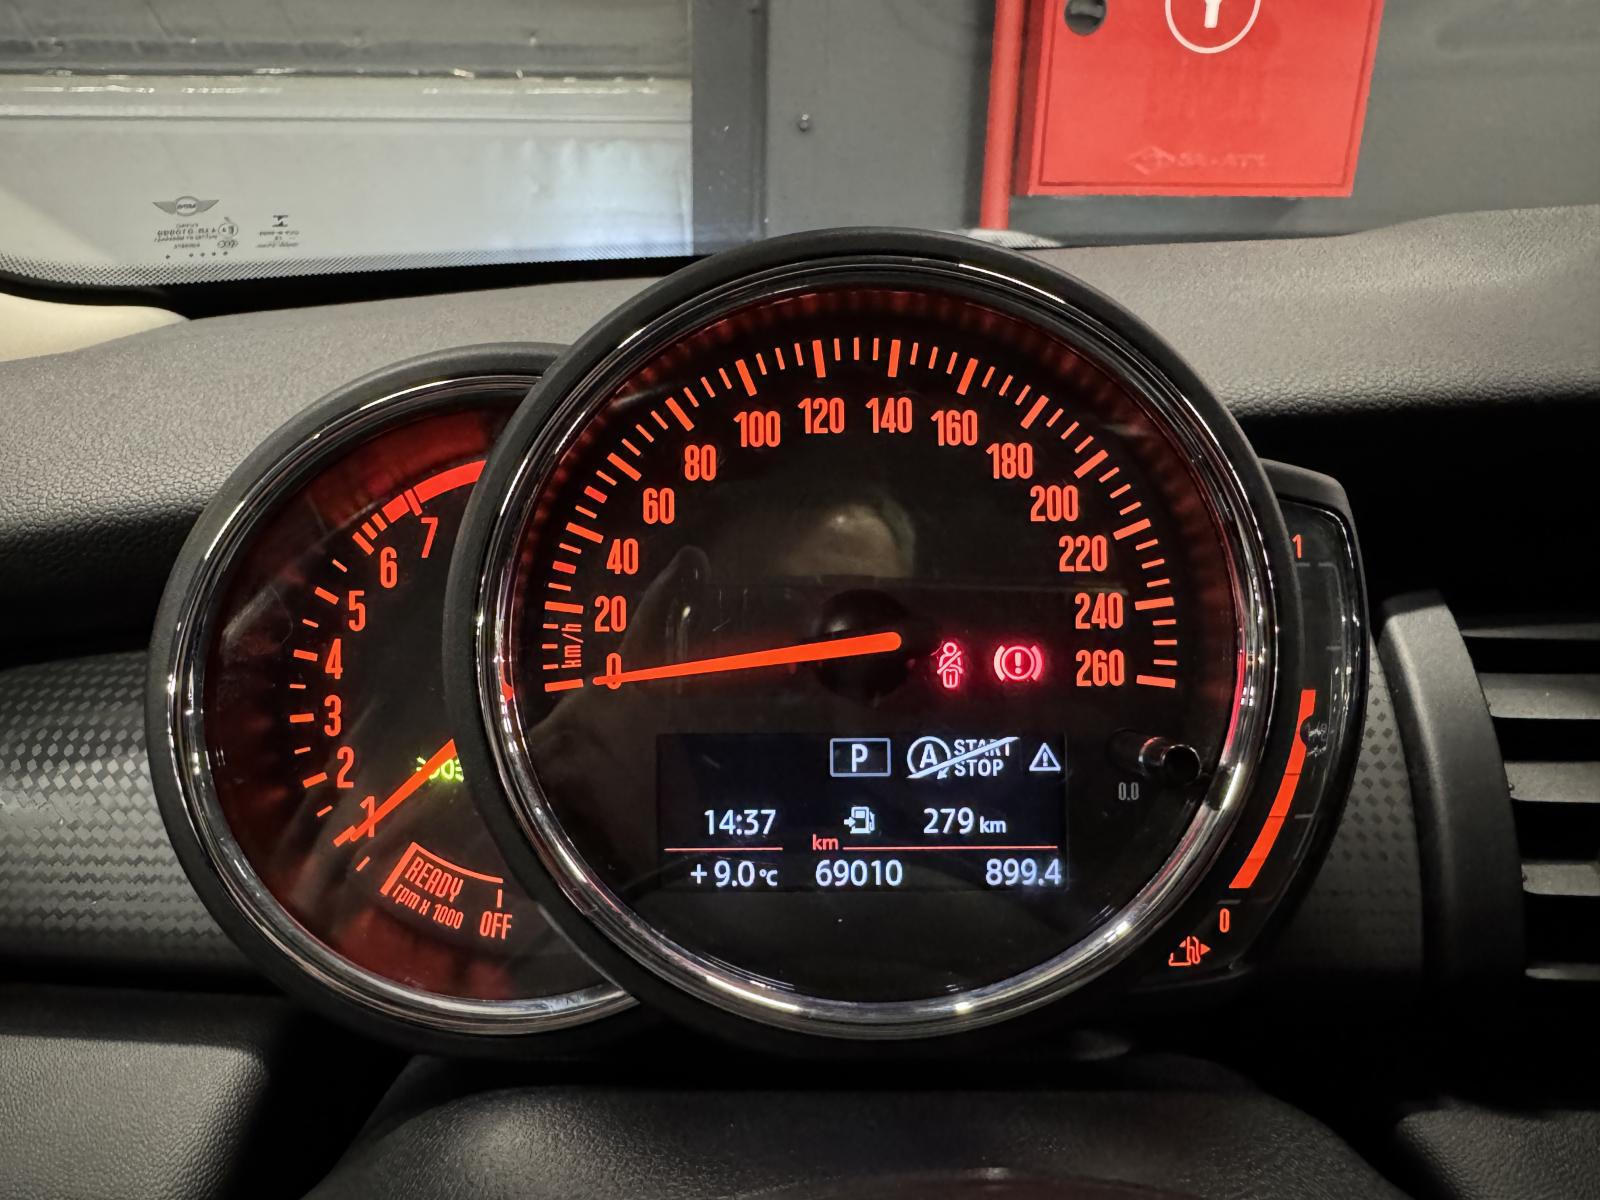 100 120 140 160
80 180
60 200
40 220
20 240
km/h
0 260
7
6
5
4
3
2
1
READY
rpm x 1000
OFF
P A START STOP
0.0
14:37 279 km
km
+9.0°C 69010 899.4
1
0